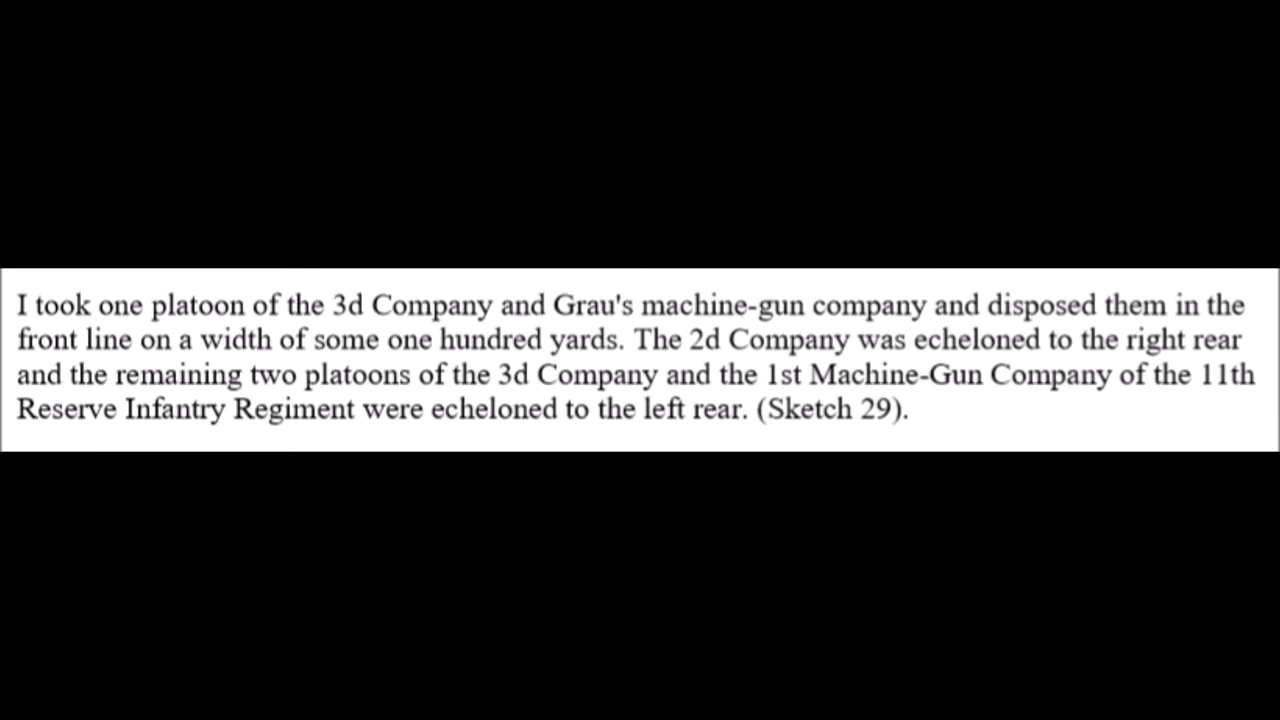 I took one platoon of the 3d Company and Grau's machine-gun company and disposed them in the
front line on a width of some one hundred yards. The 2d Company was echeloned to the right rear
and the remaining two platoons of the 3d Company and the 1st Machine-Gun Company of the 11th
Reserve Infantry Regiment were echeloned to the left rear. (Sketch 29).